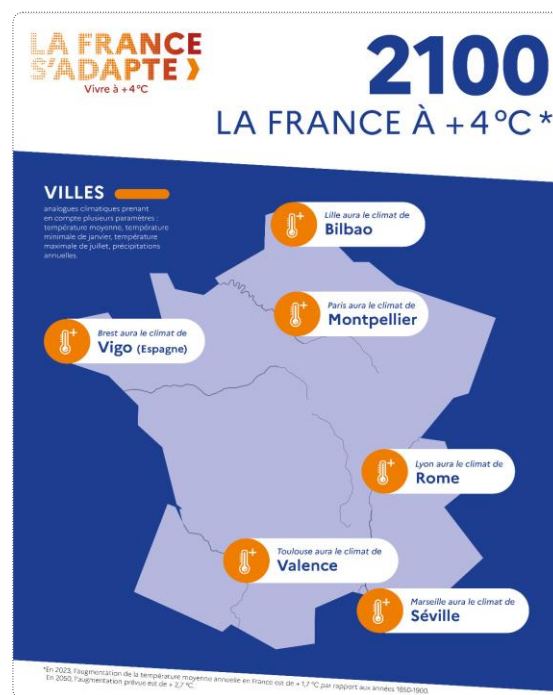 LA FRANCE
S'ADAPTE ❯
Vivre à +4°C
2100
LA FRANCE À +4°C*
VILLES
analogues climatiques prenant
en compte plusieurs paramètres :
température moyenne, température
minimale de janvier, température
maximale de juillet, précipitations
annuelles.
Lille aura le climat de
Bilbao
Paris aura le climat de
Montpellier
Brest aura le climat de
Vigo (Espagne)
Lyon aura le climat de
Rome
Toulouse aura le climat de
Valence
Marseille aura le climat de
Séville
*En 2023, l'augmentation de la température moyenne annuelle en France est de + 1,7 °C par rapport aux années 1850-1900.
En 2050, l'augmentation prévue est de + 2,7 °C.